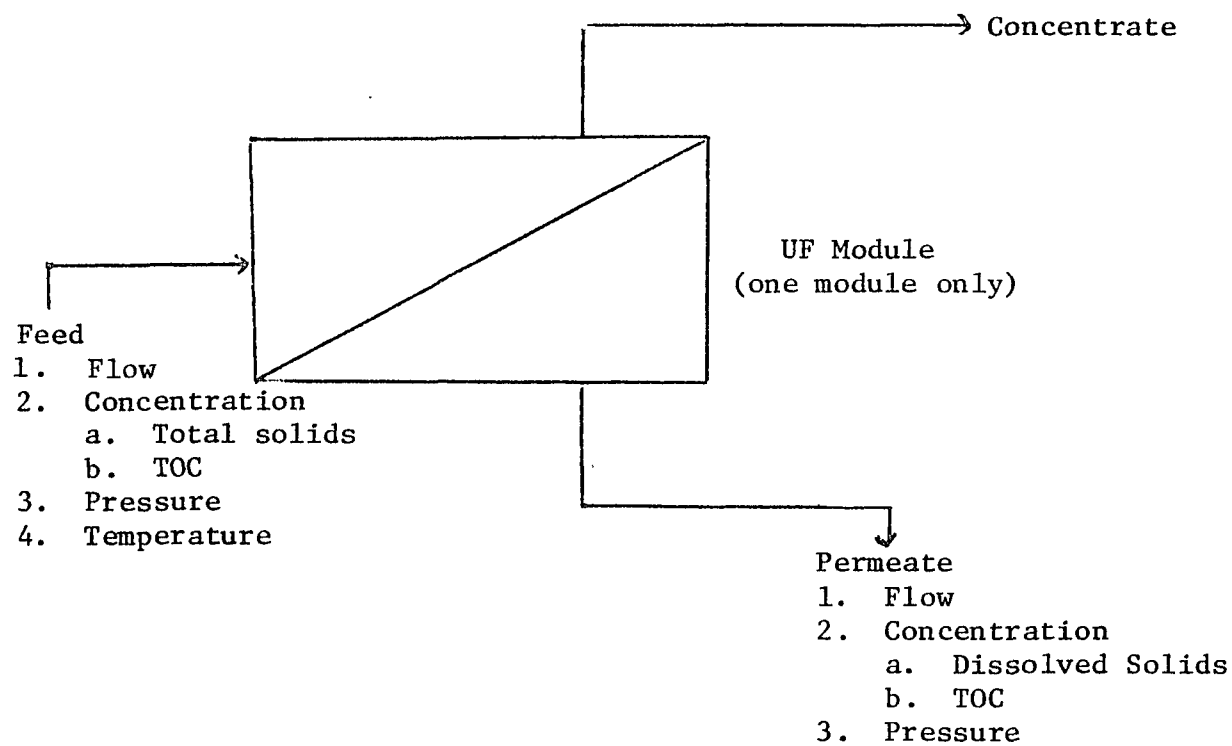 Concentrate
UF Module
(one module only)
Feed
1. Flow
2. Concentration
a. Total solids
b. TOC
3. Pressure
4. Temperature
Permeate
1. Flow
2. Concentration
a. Dissolved Solids
b. TOC
3. Pressure